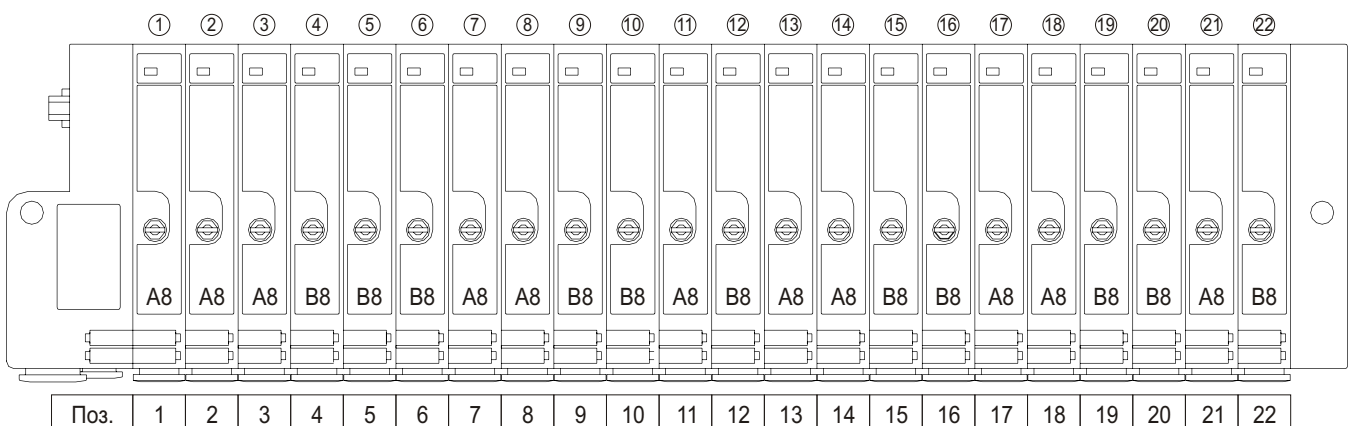 ① ② ③ ④ ⑤ ⑥ ⑦ ⑧ ⑨ ⑩ ⑪ ⑫ ⑬ ⑭ ⑮ ⑯ ⑰ ⑱ ⑲ ⑳ ㉑ ㉒
A8 A8 A8 B8 B8 B8 A8 A8 B8 B8 A8 B8 A8 A8 B8 B8 A8 A8 B8 B8 A8 B8
Поз. 1 2 3 4 5 6 7 8 9 10 11 12 13 14 15 16 17 18 19 20 21 22